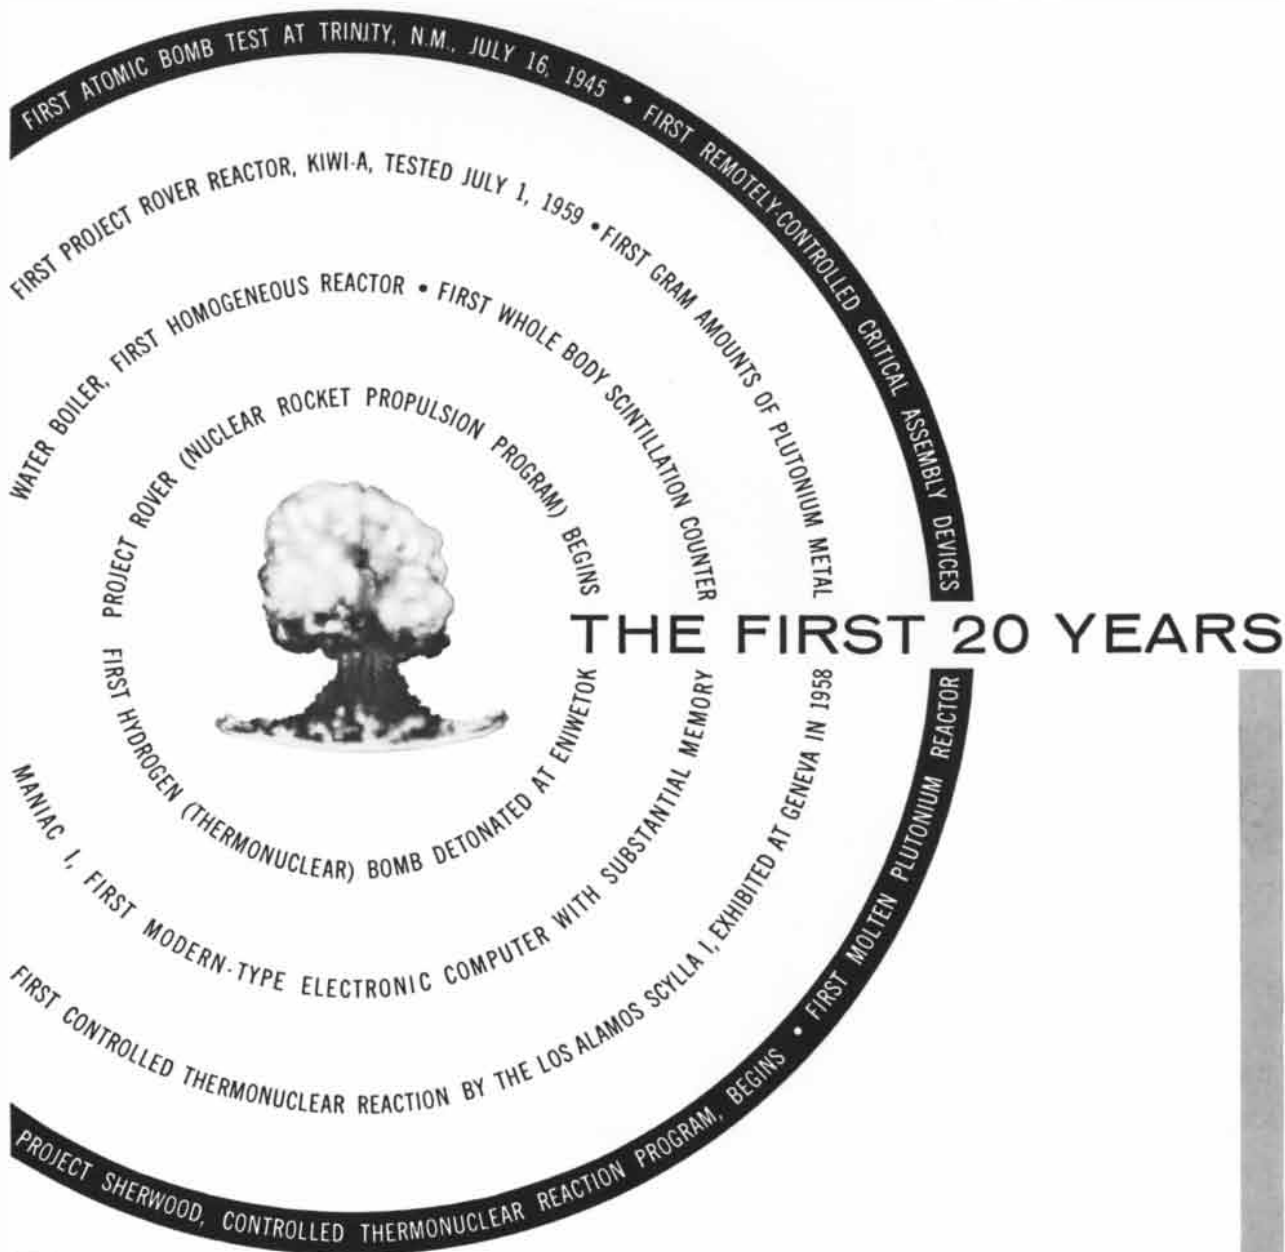 FIRST ATOMIC BOMB TEST AT TRINITY, N.M., JULY 16, 1945 • FIRST REMOTELY-CONTROLLED CRITICAL ASSEMBLY DEVICES
FIRST PROJECT ROVER REACTOR, KIWI-A, TESTED JULY 1, 1959 • FIRST GRAM AMOUNTS OF PLUTONIUM METAL
WATER BOILER, FIRST HOMOGENEOUS REACTOR • FIRST WHOLE BODY SCINTILLATION COUNTER
PROJECT ROVER (NUCLEAR ROCKET PROPULSION PROGRAM) BEGINS
THE FIRST 20 YEARS
FIRST HYDROGEN (THERMONUCLEAR) BOMB DETONATED AT ENIWETOK
MANIAC I, FIRST MODERN-TYPE ELECTRONIC COMPUTER WITH SUBSTANTIAL MEMORY
FIRST CONTROLLED THERMONUCLEAR REACTION BY THE LOS ALAMOS SCYLLA I, EXHIBITED AT GENEVA IN 1958
PROJECT SHERWOOD, CONTROLLED THERMONUCLEAR REACTION PROGRAM, BEGINS • FIRST MOLTEN PLUTONIUM REACTOR